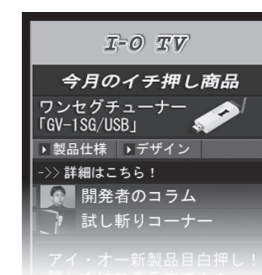 I-O TV
今月のイチ押し商品
ワンセグチューナー
「GV-1SG/USB」
製品仕様 デザイン
->> 詳細はこちら！
開発者のコラム
試し斬りコーナー
アイ・オー新製品目白押し！